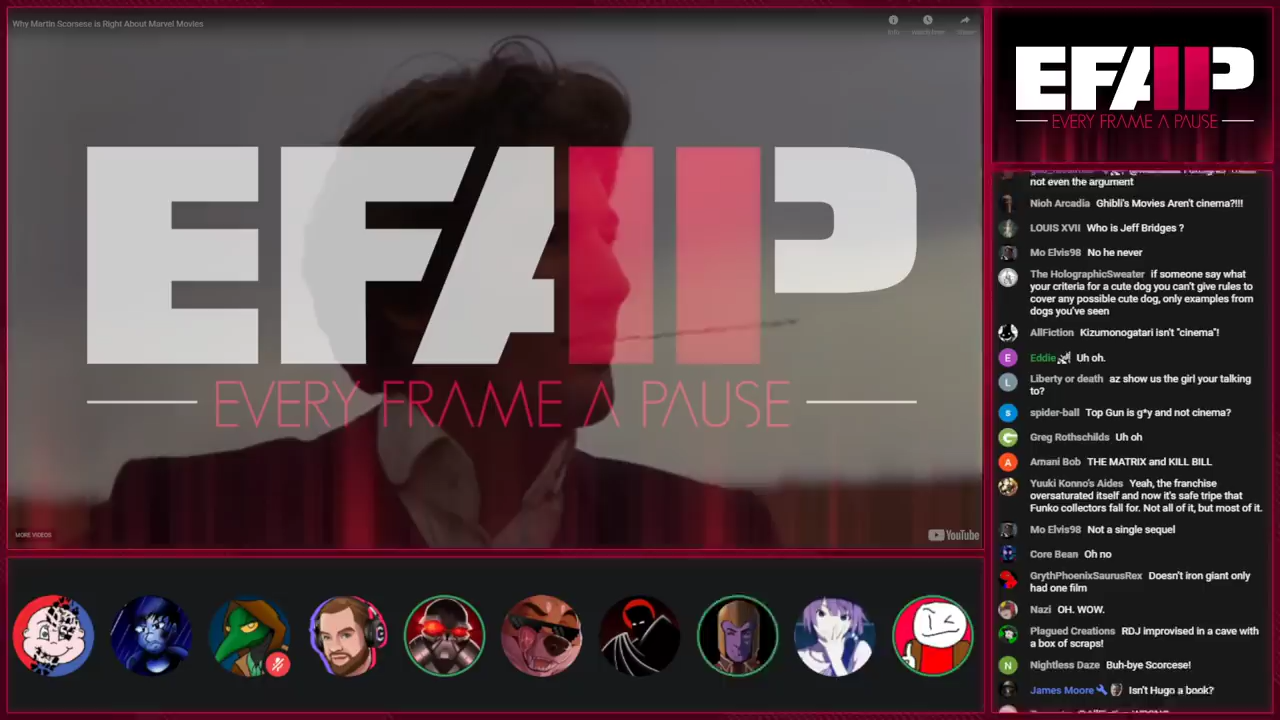 Why Martin Scorsese is Right About Marvel Movies
Info
Watch later
Share
EFAP
EVERY FRAME A PAUSE
MORE VIDEOS
YouTube
EFAP
EVERY FRAME A PAUSE
not even the argument
Nioh Arcadia Ghibli's Movies Aren't cinema?!!!
LOUIS XVII Who is Jeff Bridges ?
Mo Elvis98 No he never
The HolographicSweater if someone say what
your criteria for a cute dog you can't give rules to
cover any possible cute dog, only examples from
dogs you've seen
AllFiction Kizumonogatari isn't "cinema"!
Eddie Uh oh.
Liberty or death az show us the girl your talking
to?
spider-ball Top Gun is g*y and not cinema?
Greg Rothschilds Uh oh
Amani Bob THE MATRIX and KILL BILL
Yuuki Konno's Aides Yeah, the franchise
oversaturated itself and now it's safe tripe that
Funko collectors fall for. Not all of it, but most of it.
Mo Elvis98 Not a single sequel
Core Bean Oh no
GrythPhoenixSaurusRex Doesn't iron giant only
had one film
Nazi OH. WOW.
Plagued Creations RDJ improvised in a cave with
a box of scraps!
Nightless Daze Buh-bye Scorcese!
James Moore Isn't Hugo a book?